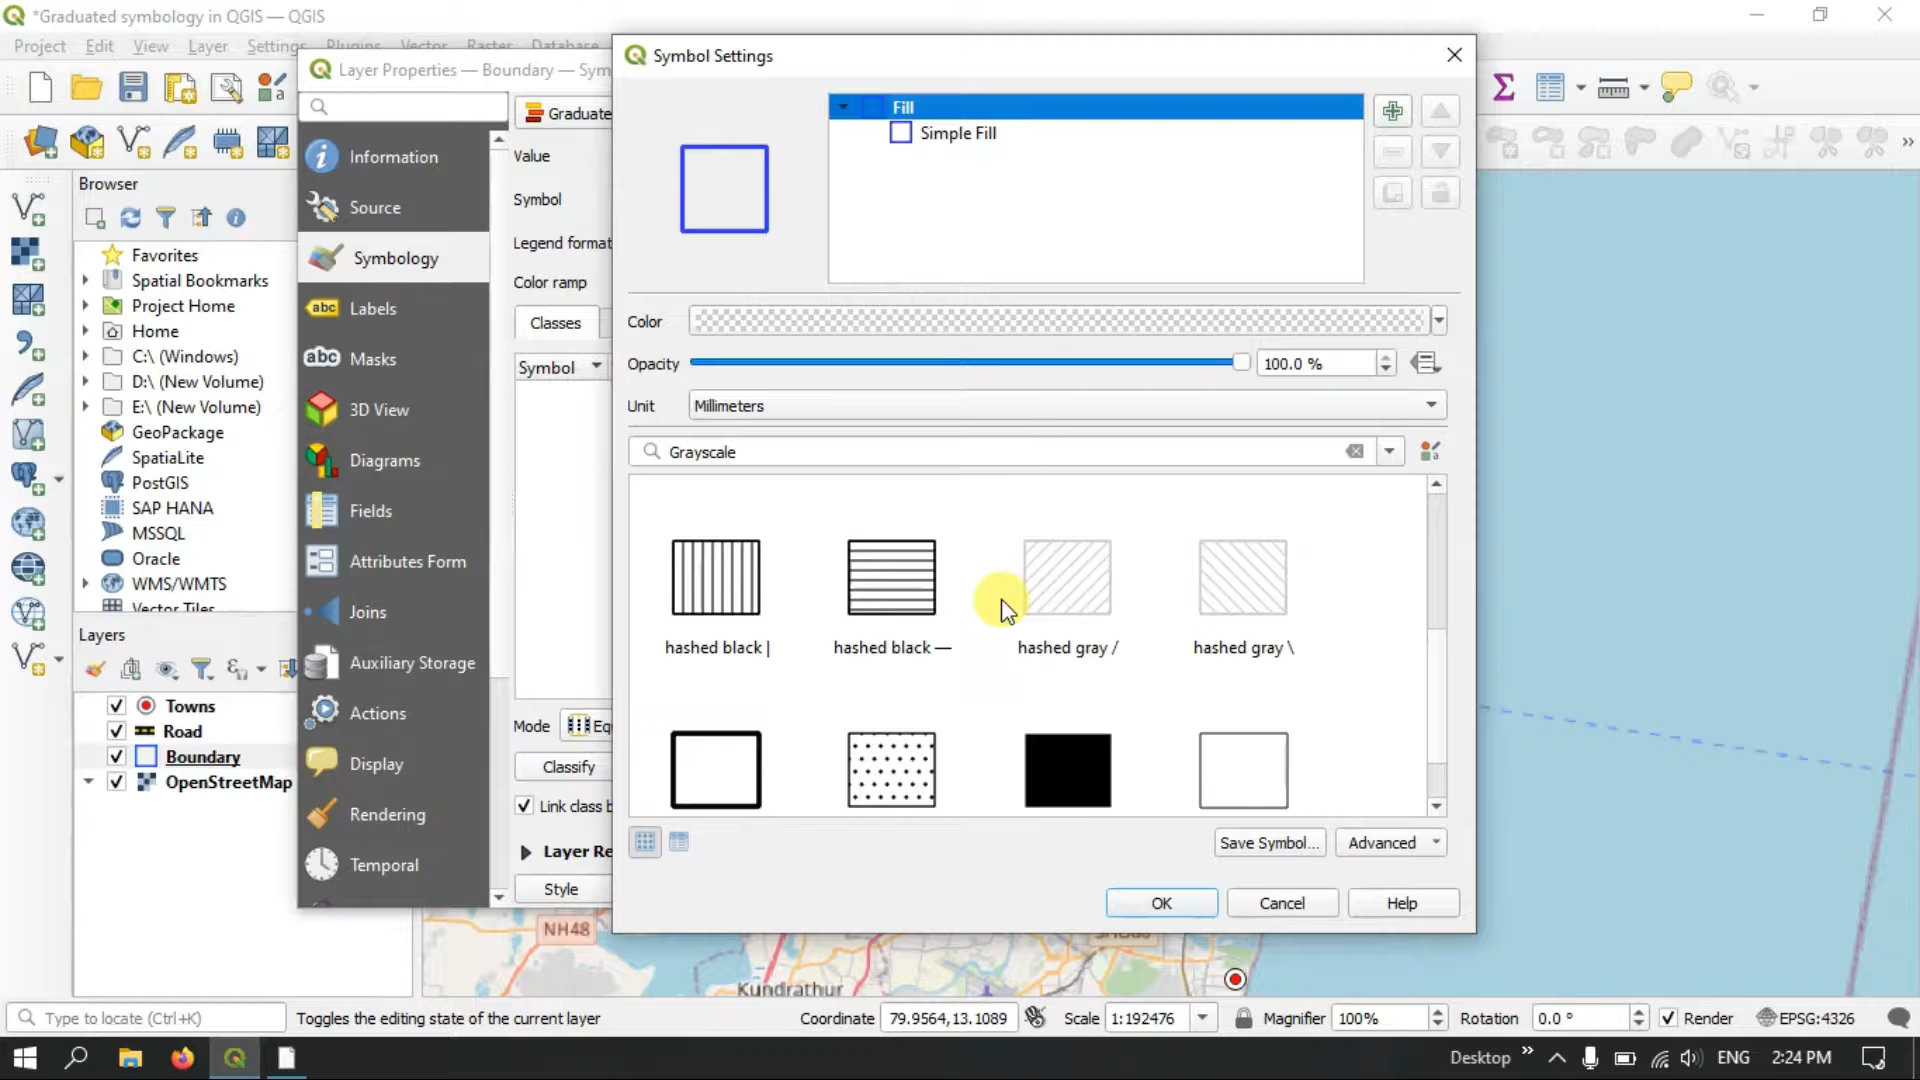 *Graduated symbology in QGIS — QGIS
Project Edit View Layer Settings Plugins Vector Raster Database
Layer Properties — Boundary — Sym
Symbol Settings
Graduate
Fill
Simple Fill
Information
Source
Symbology
Labels
Masks
3D View
Diagrams
Fields
Attributes Form
Joins
Auxiliary Storage
Actions
Display
Rendering
Temporal
Value
Symbol
Legend format
Color ramp
Classes
Symbol
Mode
Equ
Classify
Link class b
Layer Re
Style
Browser
Favorites
Spatial Bookmarks
Project Home
Home
C:\ (Windows)
D:\ (New Volume)
E:\ (New Volume)
GeoPackage
SpatiaLite
PostGIS
SAP HANA
MSSQL
Oracle
WMS/WMTS
Vector Tiles
Layers
Towns
Road
Boundary
OpenStreetMap
Color
Opacity
100.0 %
Unit
Millimeters
Grayscale
hashed black |
hashed black —
hashed gray /
hashed gray \
Save Symbol...
Advanced
OK
Cancel
Help
NH48
Kundrathur
Type to locate (Ctrl+K)
Toggles the editing state of the current layer
Coordinate 79.9564,13.1089
Scale 1:192476
Magnifier 100%
Rotation 0.0 °
Render
EPSG:4326
Desktop
ENG
2:24 PM